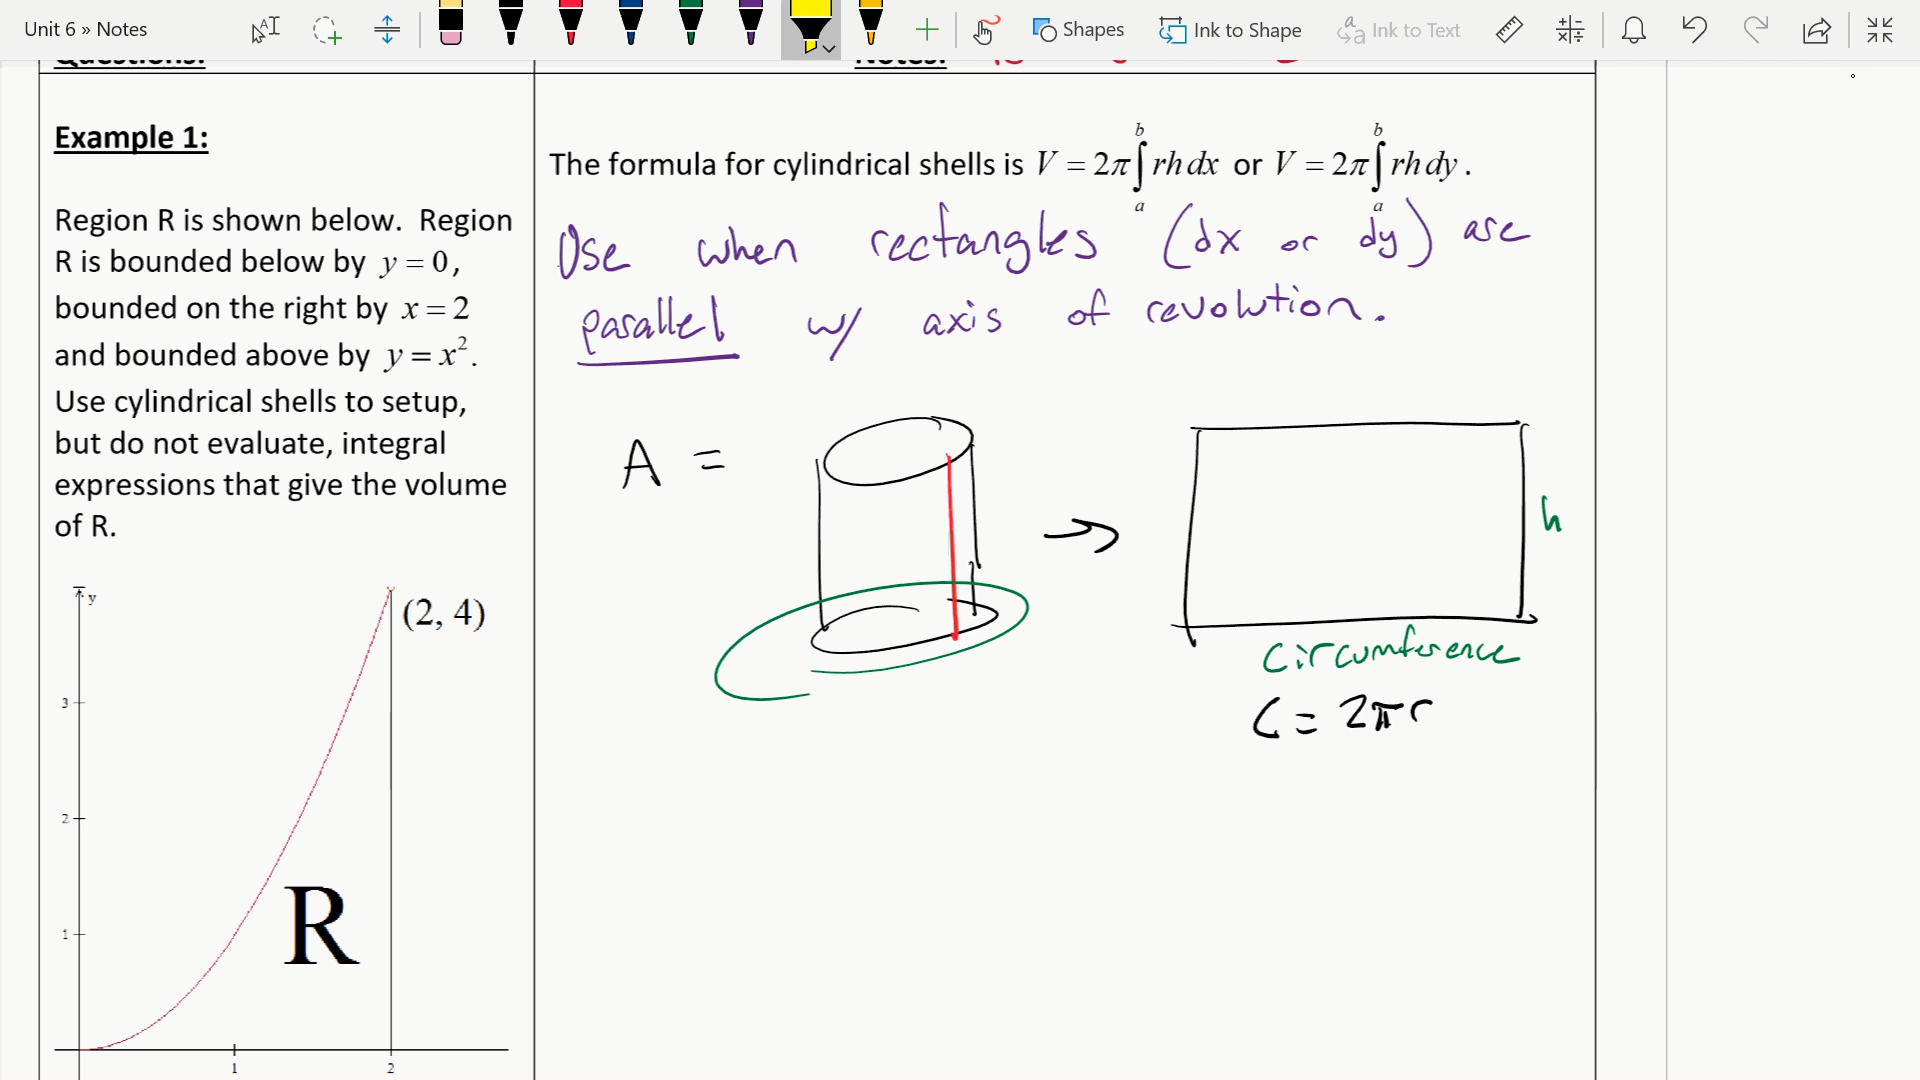 Unit 6 » Notes
Shapes
Ink to Shape
Ink to Text
Questions:
Notes:
Example 1:
Region R is shown below. Region
R is bounded below by y = 0,
bounded on the right by x = 2
and bounded above by y = x².
Use cylindrical shells to setup,
but do not evaluate, integral
expressions that give the volume
of R.
y
(2, 4)
3
2
1
R
1
2
The formula for cylindrical shells is V = 2π∫ₐᵇ rh dx or V = 2π∫ₐᵇ rh dy.
Use when rectangles (dx or dy) are
parallel w/ axis of revolution.
A =
h
circumference
C = 2πr